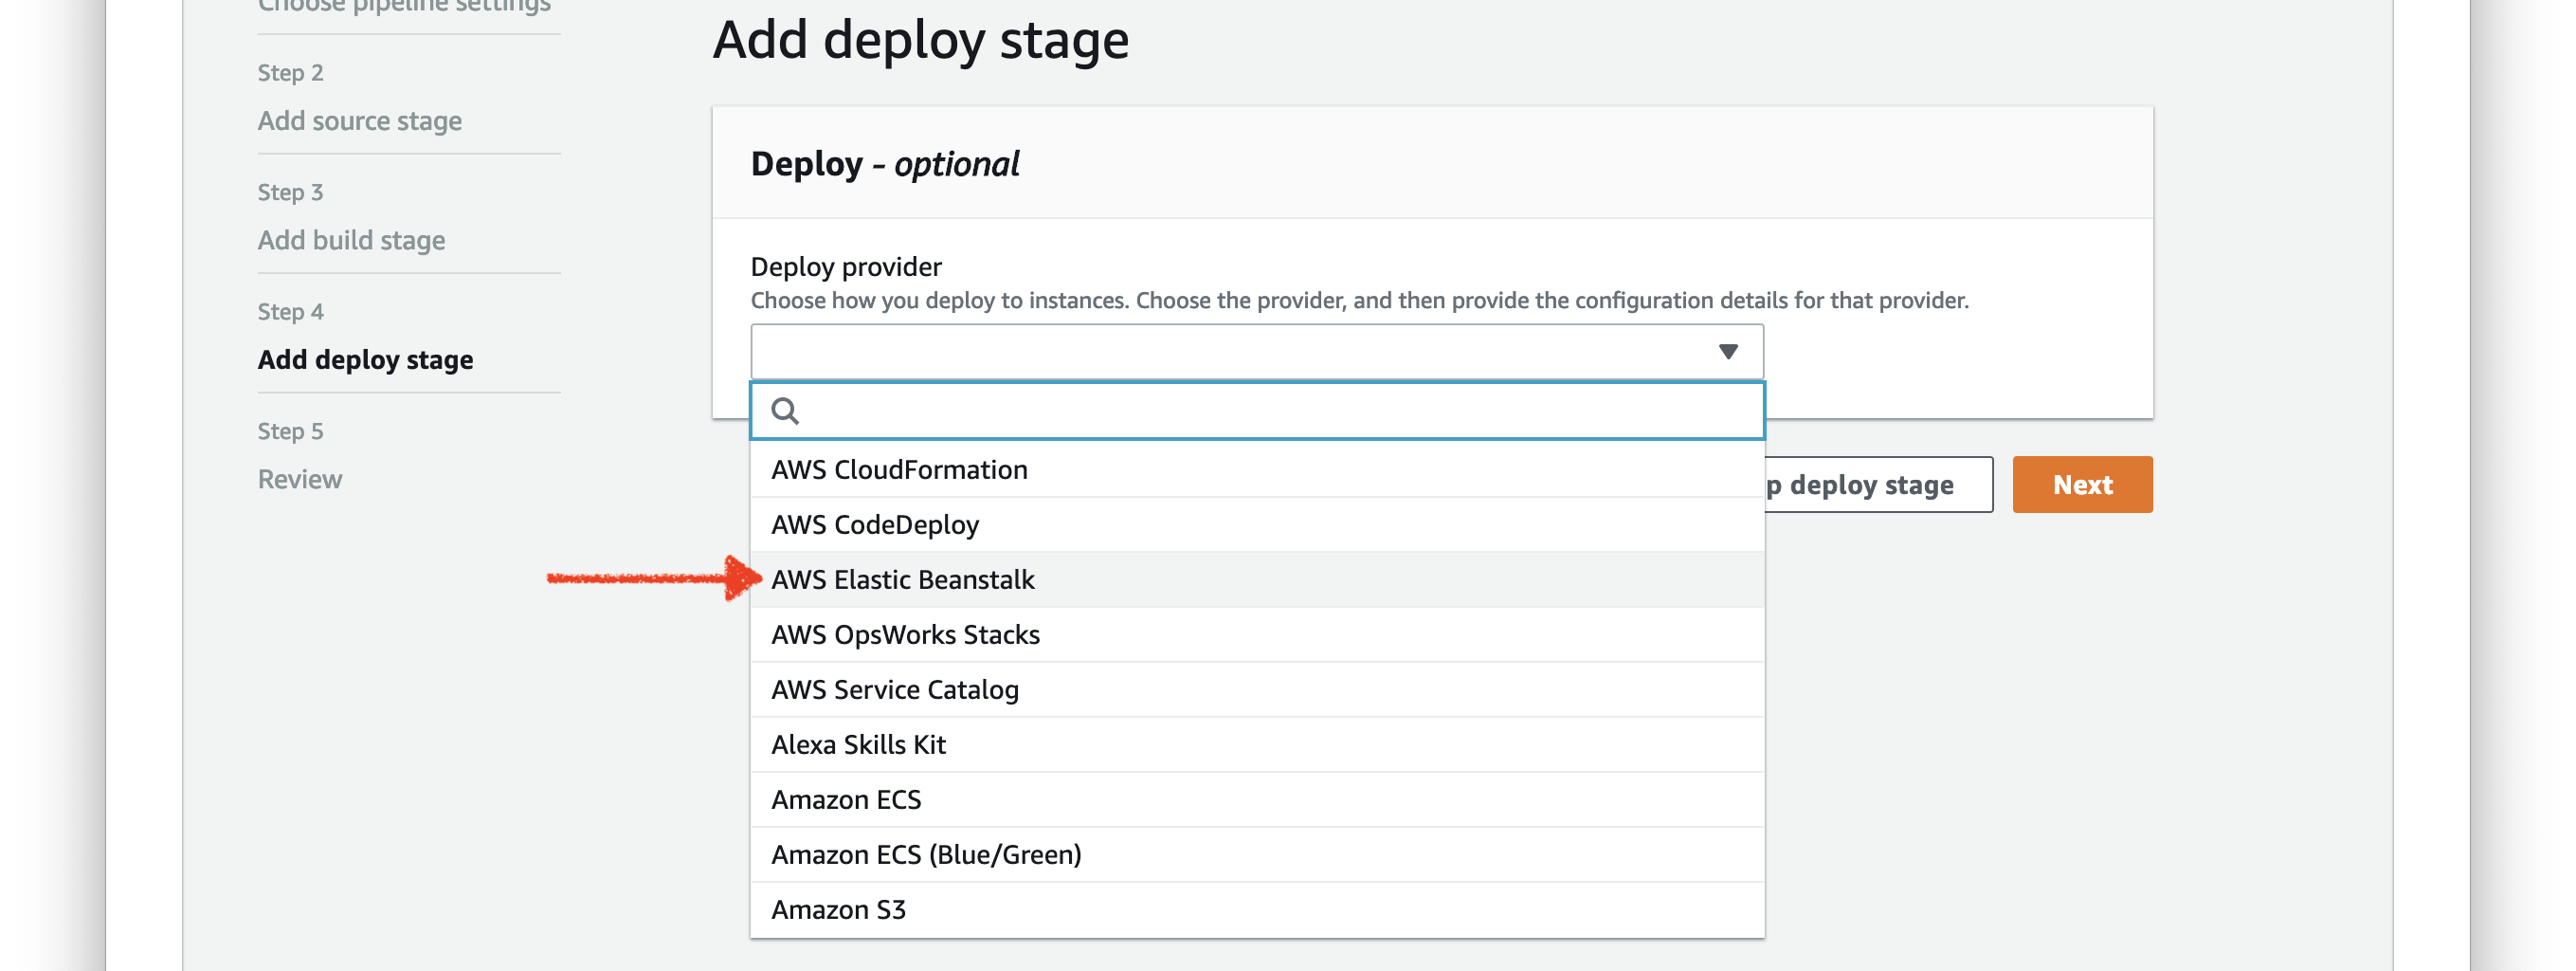 Choose pipeline settings
Step 2
Add source stage
Step 3
Add build stage
Step 4
Add deploy stage
Step 5
Review
Add deploy stage
Deploy - optional
Deploy provider
Choose how you deploy to instances. Choose the provider, and then provide the configuration details for that provider.
AWS CloudFormation
AWS CodeDeploy
AWS Elastic Beanstalk
AWS OpsWorks Stacks
AWS Service Catalog
Alexa Skills Kit
Amazon ECS
Amazon ECS (Blue/Green)
Amazon S3
p deploy stage
Next